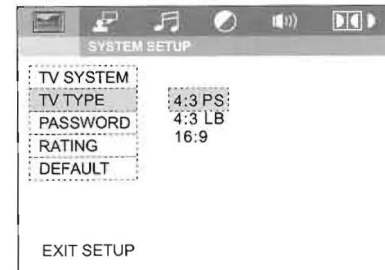 SYSTEM SETUP
TV SYSTEM
TV TYPE
4:3 PS
PASSWORD
4:3 LB
RATING
16:9
DEFAULT
EXIT SETUP